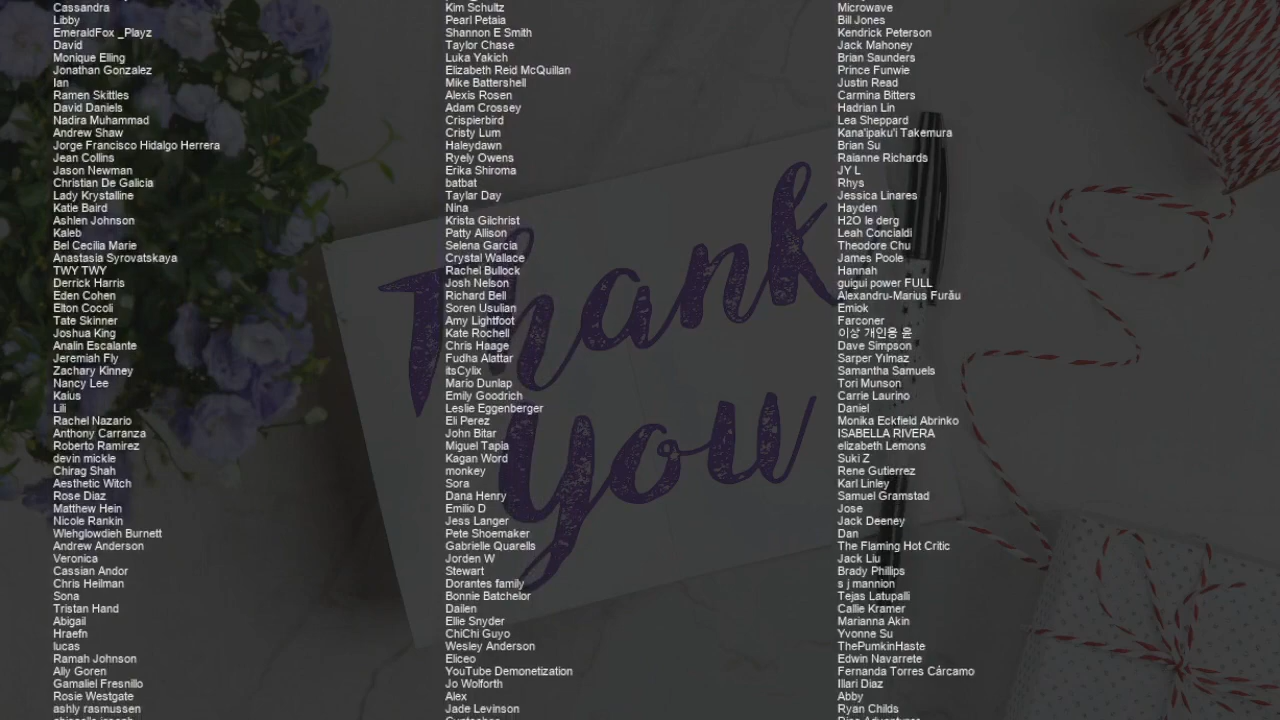 Cassandra
Libby
EmeraldFox _Playz
David
Monique Elling
Jonathan Gonzalez
Ian
Ramen Skittles
David Daniels
Nadira Muhammad
Andrew Shaw
Jorge Francisco Hidalgo Herrera
Jean Collins
Jason Newman
Christian De Galicia
Lady Krystalline
Katie Baird
Ashlen Johnson
Kaleb
Bel Cecilia Marie
Anastasia Syrovatskaya
TWY TWY
Derrick Harris
Eden Cohen
Elton Cocoli
Tate Skinner
Joshua King
Analin Escalante
Jeremiah Fly
Zachary Kinney
Nancy Lee
Kaius
Lili
Rachel Nazario
Anthony Carranza
Roberto Ramirez
devin mickle
Chirag Shah
Aesthetic Witch
Rose Diaz
Matthew Hein
Nicole Rankin
Wlehglowdieh Burnett
Andrew Anderson
Veronica
Cassian Andor
Chris Heilman
Sona
Tristan Hand
Abigail
Hraefn
lucas
Ramah Johnson
Ally Goren
Gamaliel Fresnillo
Rosie Westgate
ashly rasmussen
Kim Schultz
Pearl Petaia
Shannon E Smith
Taylor Chase
Luka Yakich
Elizabeth Reid McQuillan
Mike Battershell
Alexis Rosen
Adam Crossey
Crispierbird
Cristy Lum
Haleydawn
Ryely Owens
Erika Shiroma
batbat
Taylar Day
Nina
Krista Gilchrist
Patty Allison
Selena Garcia
Crystal Wallace
Rachel Bullock
Josh Nelson
Richard Bell
Soren Usulian
Amy Lightfoot
Kate Rochell
Chris Haage
Fudha Alattar
itsCylix
Mario Dunlap
Emily Goodrich
Leslie Eggenberger
Eli Perez
John Bitar
Miguel Tapia
Kagan Word
monkey
Sora
Dana Henry
Emilio D
Jess Langer
Pete Shoemaker
Gabrielle Quarells
Jorden W
Stewart
Dorantes family
Bonnie Batchelor
Dailen
Ellie Snyder
ChiChi Guyo
Wesley Anderson
Eliceo
YouTube Demonetization
Jo Wolforth
Alex
Jade Levinson
Microwave
Bill Jones
Kendrick Peterson
Jack Mahoney
Brian Saunders
Prince Funwie
Justin Read
Carmina Bitters
Hadrian Lin
Lea Sheppard
Kana'ipaku'i Takemura
Brian Su
Raianne Richards
JY L
Rhys
Jessica Linares
Hayden
H2O le derg
Leah Concialdi
Theodore Chu
James Poole
Hannah
guigui power FULL
Alexandru-Marius Furău
Emiok
Farconer
이상 개인용 윤
Dave Simpson
Sarper Yılmaz
Samantha Samuels
Tori Munson
Carrie Laurino
Daniel
Monika Eckfield Abrinko
ISABELLA RIVERA
elizabeth Lemons
Suki Z
Rene Gutierrez
Karl Linley
Samuel Gramstad
Jose
Jack Deeney
Dan
The Flaming Hot Critic
Jack Liu
Brady Phillips
s j mannion
Tejas Latupalli
Callie Kramer
Marianna Akin
Yvonne Su
ThePumkinHaste
Edwin Navarrete
Fernanda Torres Cárcamo
Illari Diaz
Abby
Ryan Childs
Thank
you